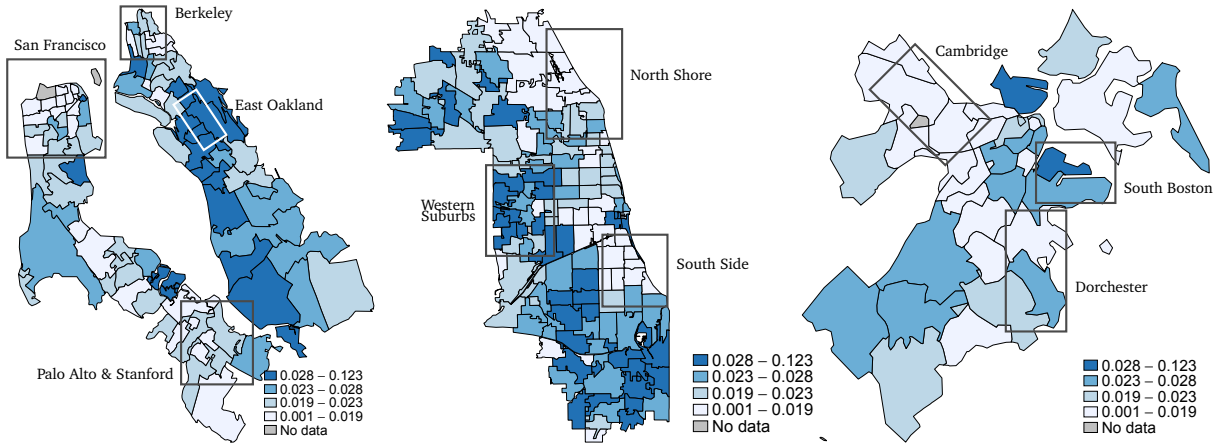 Berkeley
San Francisco
East Oakland
Palo Alto & Stanford
0.028 – 0.123
0.023 – 0.028
0.019 – 0.023
0.001 – 0.019
No data
North Shore
Western
Suburbs
South Side
0.028 – 0.123
0.023 – 0.028
0.019 – 0.023
0.001 – 0.019
No data
Cambridge
South Boston
Dorchester
0.028 – 0.123
0.023 – 0.028
0.019 – 0.023
0.001 – 0.019
No data